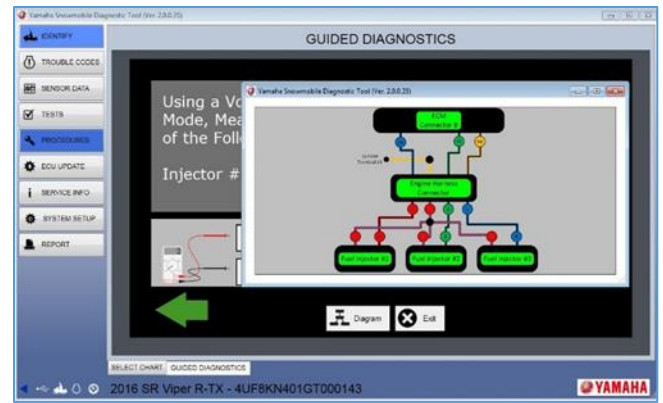 Yamaha Snowmobile Diagnostic Tool (Ver. 2.0.0.25)
IDENTIFY
GUIDED DIAGNOSTICS
TROUBLE CODES
SENSOR DATA
TESTS
PROCEDURES
ECU UPDATE
SERVICE INFO
SYSTEM SETUP
REPORT
Using a Vo
Mode, Mea
of the Follo
Injector #
Yamaha Snowmobile Diagnostic Tool (Ver. 2.0.0.25)
ECM
Connector B
Engine Harness
Connector
Fuel Injector #1
Fuel Injector #2
Fuel Injector #3
Diagram
Exit
SELECT CHART
GUIDED DIAGNOSTICS
2016 SR Viper R-TX - 4UF8KN401GT000143
YAMAHA